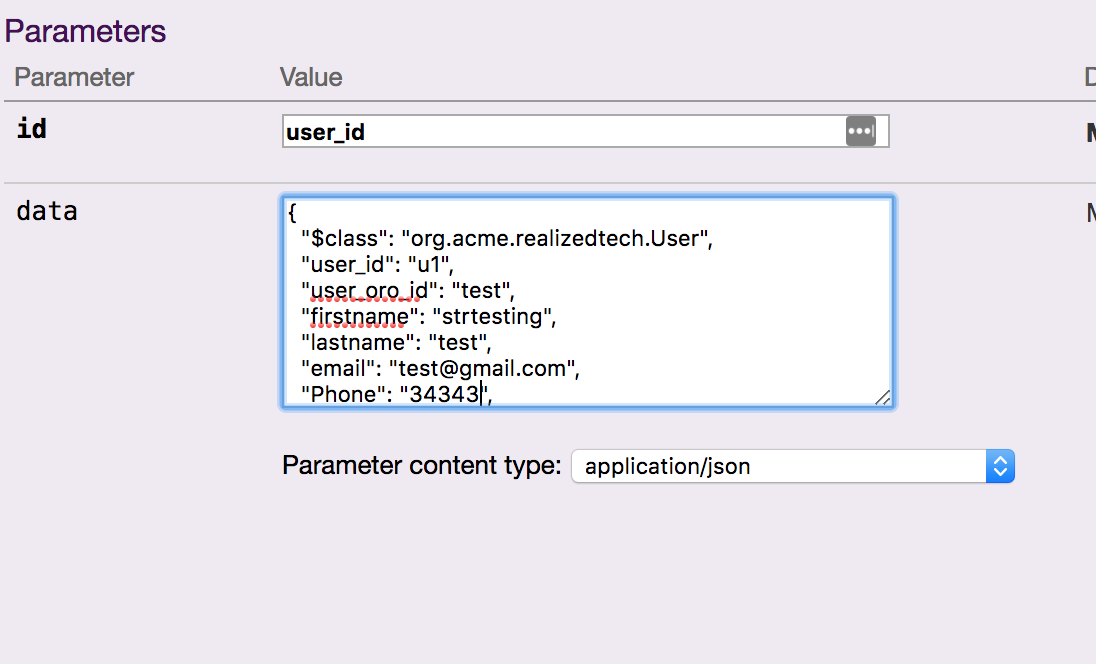 Parameters
Parameter Value
id user_id
data
{
"$class": "org.acme.realizedtech.User",
"user_id": "u1",
"user_oro_id": "test",
"firstname": "strtesting",
"lastname": "test",
"email": "test@gmail.com",
"Phone": "34343",
Parameter content type: application/json